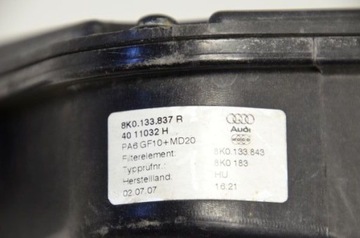 8K0.133.837 R
40 11032 H
PA6 GF10+MD20
Audi
Filterelement: 8K0.133.843
Typprüfnr.: 8K0 183
Herstelland: HU
02.07.07 16:21